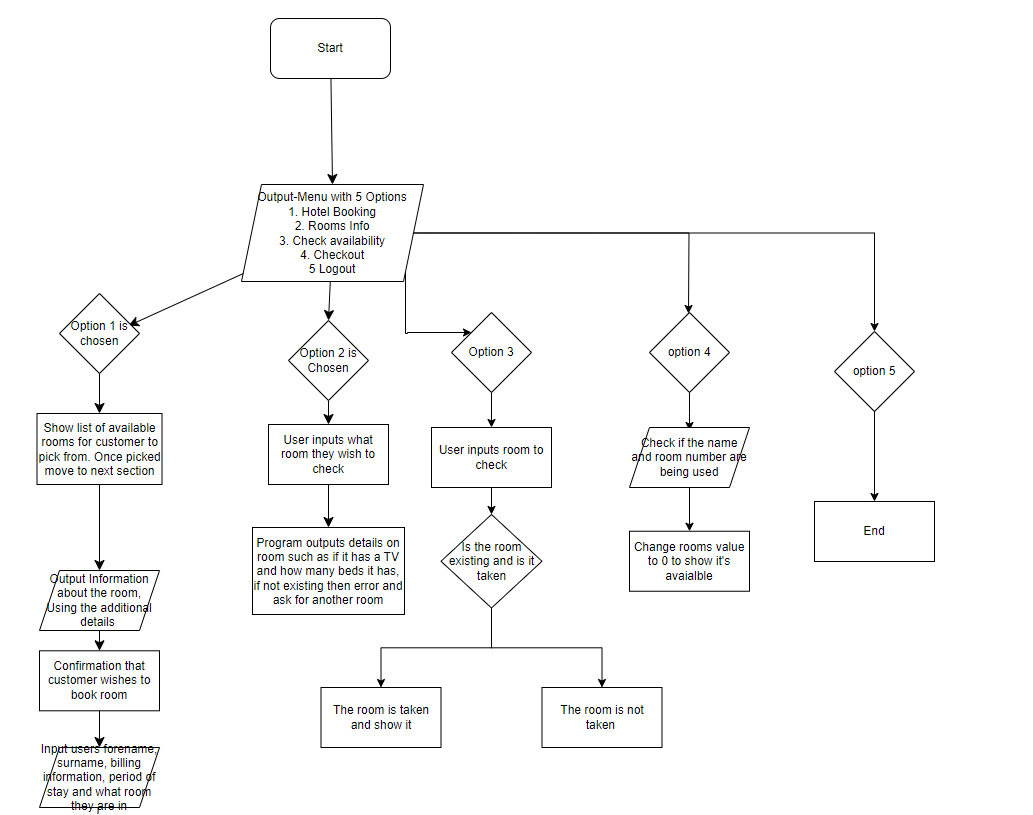 Start
Output-Menu with 5 Options
1. Hotel Booking
2. Rooms Info
3. Check availability
4. Checkout
5 Logout
Option 1 is
chosen
Show list of available
rooms for customer to
pick from. Once picked
move to next section
Output Information
about the room,
Using the additional
details
Confirmation that
customer wishes to
book room
Input users forename,
surname, billing
information, period of
stay and what room
they are in
Option 2 is
Chosen
User inputs what
room they wish to
check
Program outputs details on
room such as if it has a TV
and how many beds it has,
if not existing then error and
ask for another room
Option 3
User inputs room to
check
Is the room
existing and is it
taken
The room is taken
and show it
The room is not
taken
option 4
Check if the name
and room number are
being used
Change rooms value
to 0 to show it's
avaialble
option 5
End